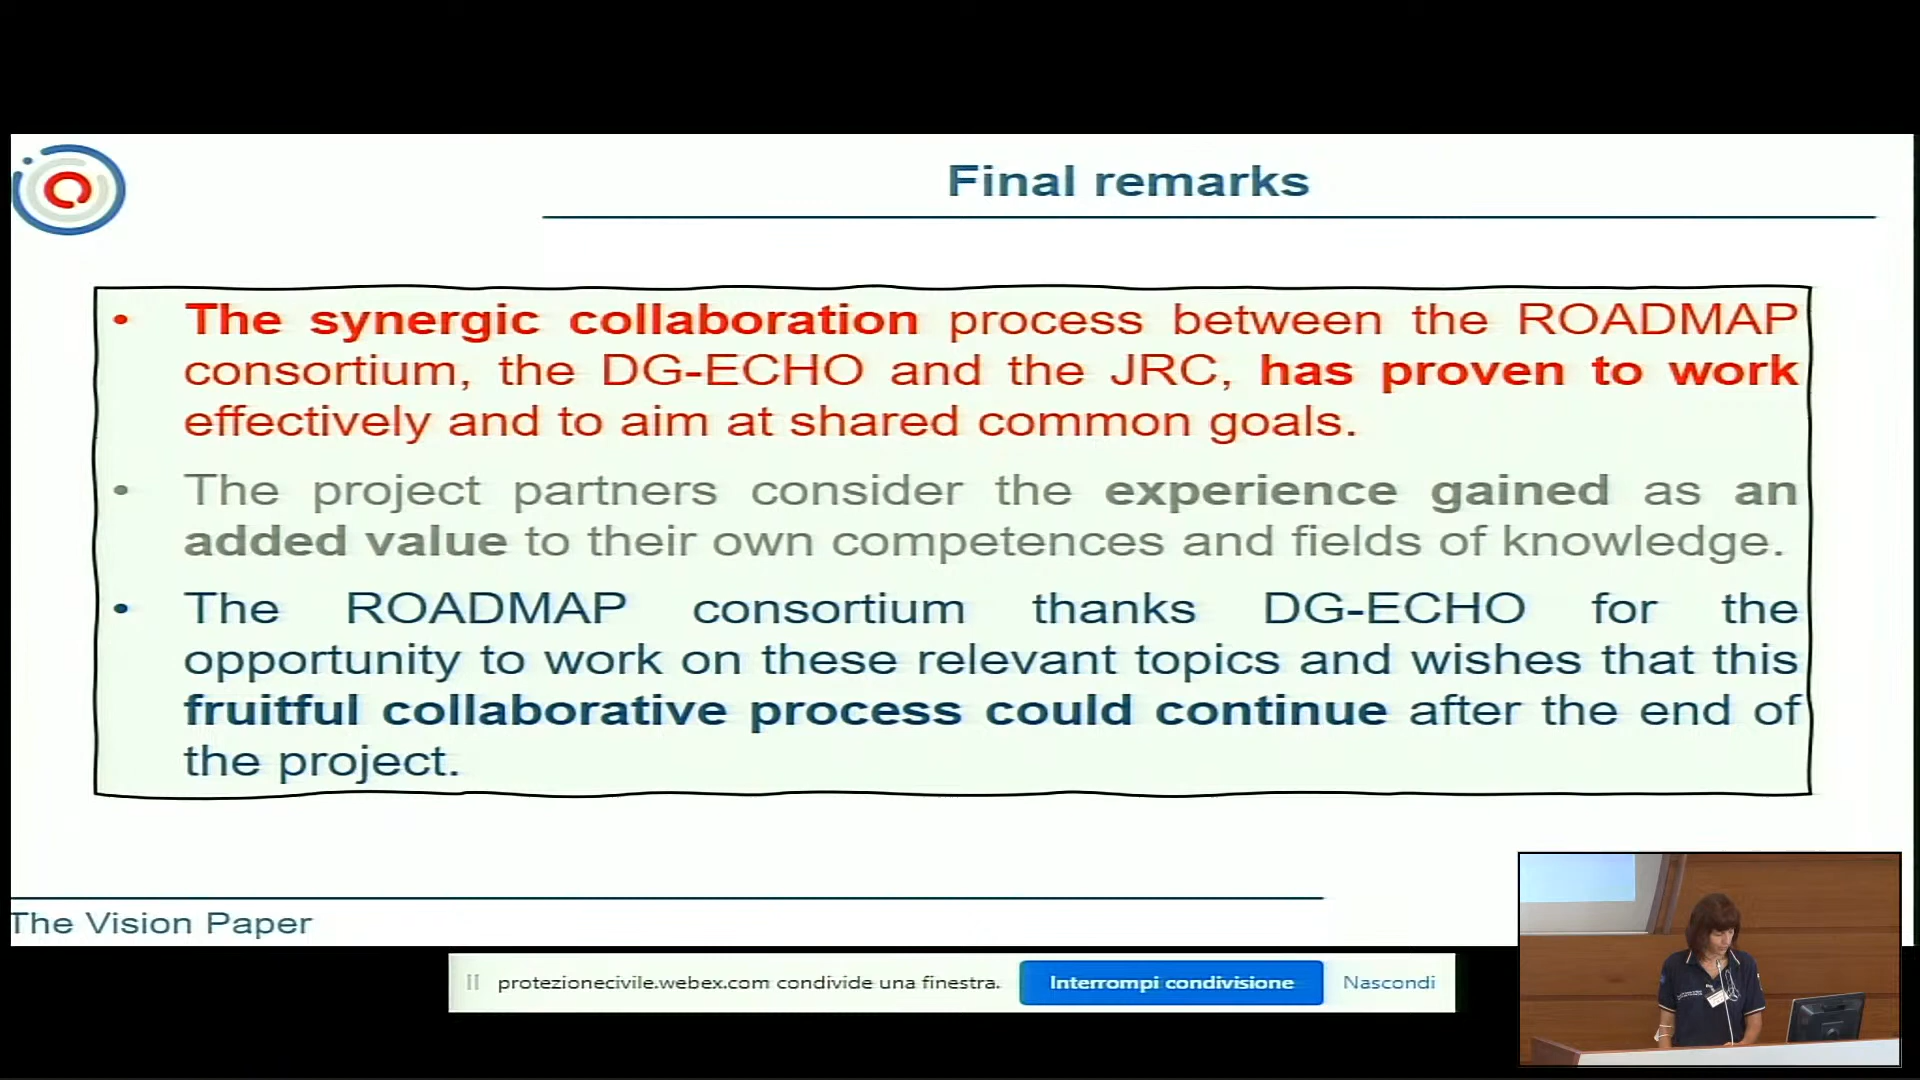 Final remarks
• The synergic collaboration process between the ROADMAP
consortium, the DG-ECHO and the JRC, has proven to work
effectively and to aim at shared common goals.
• The project partners consider the experience gained as an
added value to their own competences and fields of knowledge.
• The ROADMAP consortium thanks DG-ECHO for the
opportunity to work on these relevant topics and wishes that this
fruitful collaborative process could continue after the end of
the project.
The Vision Paper
protezionecivile.webex.com condivide una finestra.
Interrompi condivisione
Nascondi